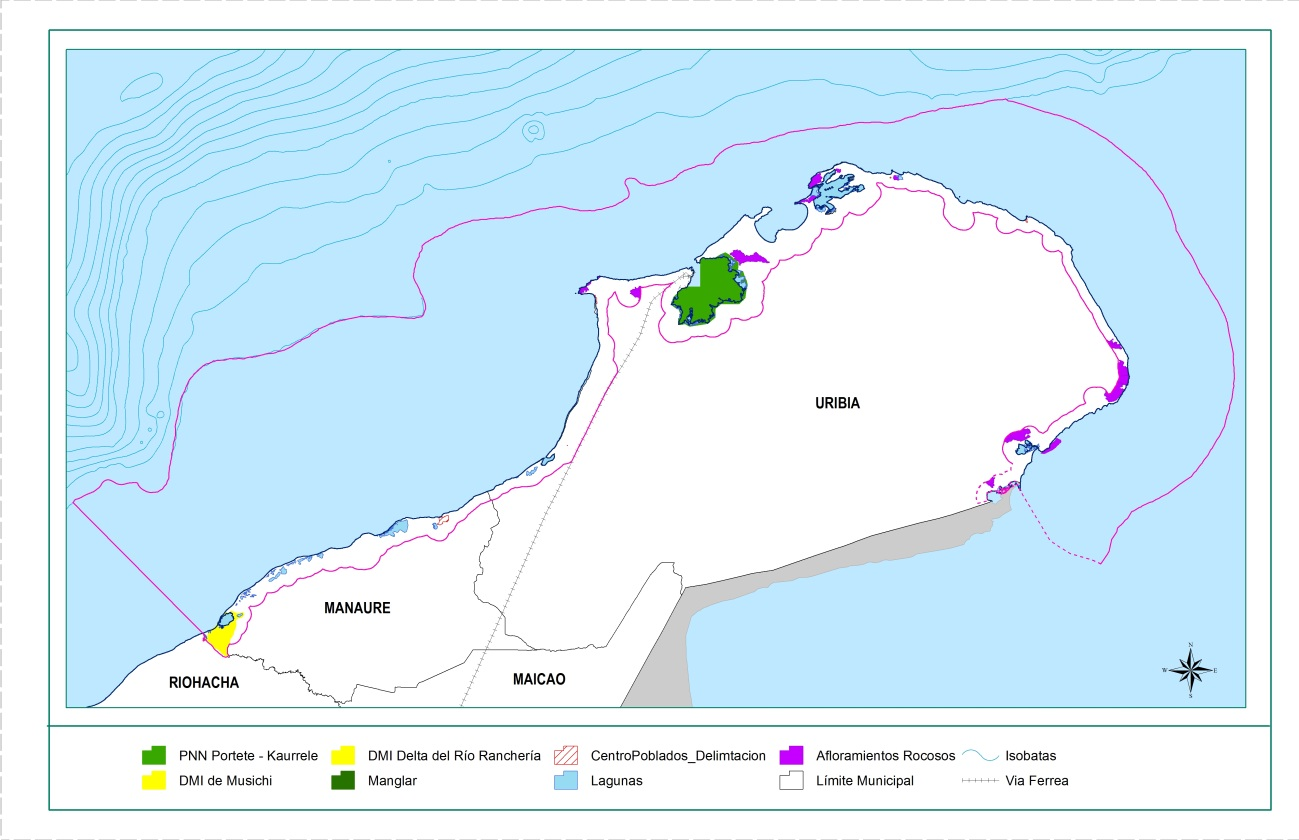 URIBIA
MANAURE
RIOHACHA
MAICAO
N
W
E
S
PNN Portete - Kaurrele
DMI Delta del Río Ranchería
CentroPoblados_Delimtacion
Afloramientos Rocosos
Isobatas
DMI de Musichi
Manglar
Lagunas
Límite Municipal
Via Ferrea